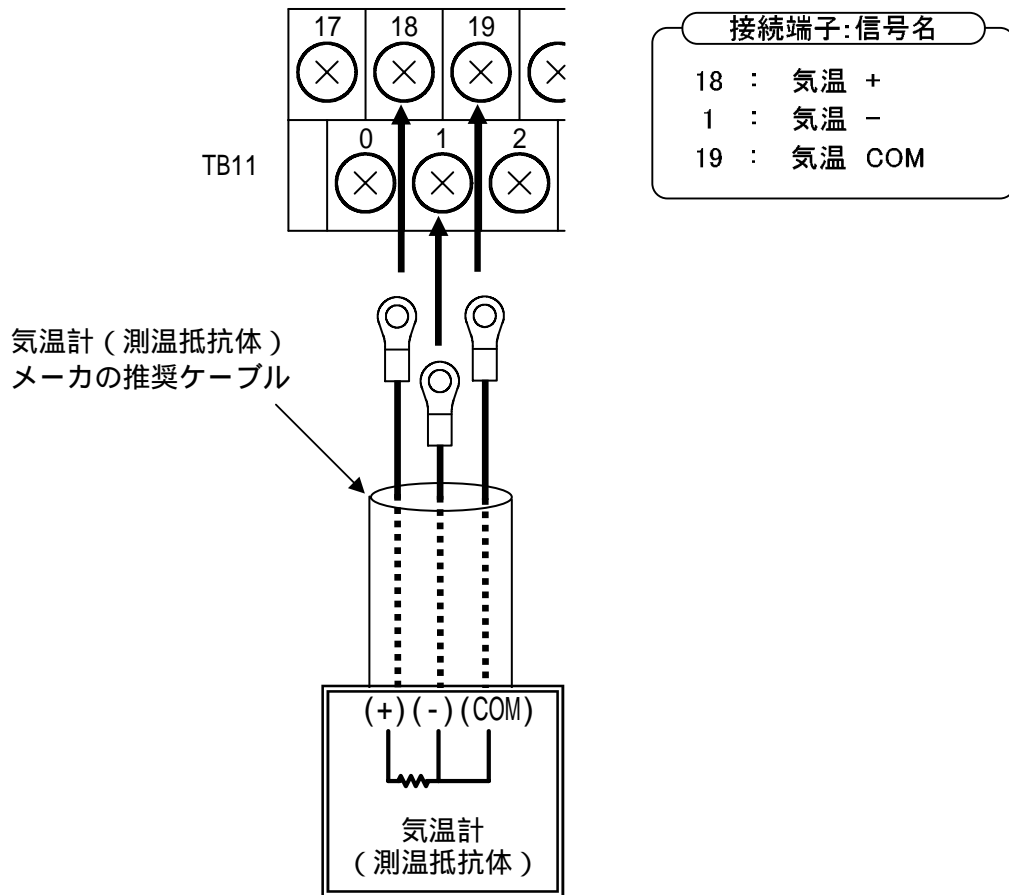 17 18 19
0 1 2
TB11
接続端子:信号名
18 : 気温 +
1 : 気温 -
19 : 気温 COM
気温計（測温抵抗体）
メーカの推奨ケーブル
(+)(-)(COM)
気温計
（測温抵抗体）